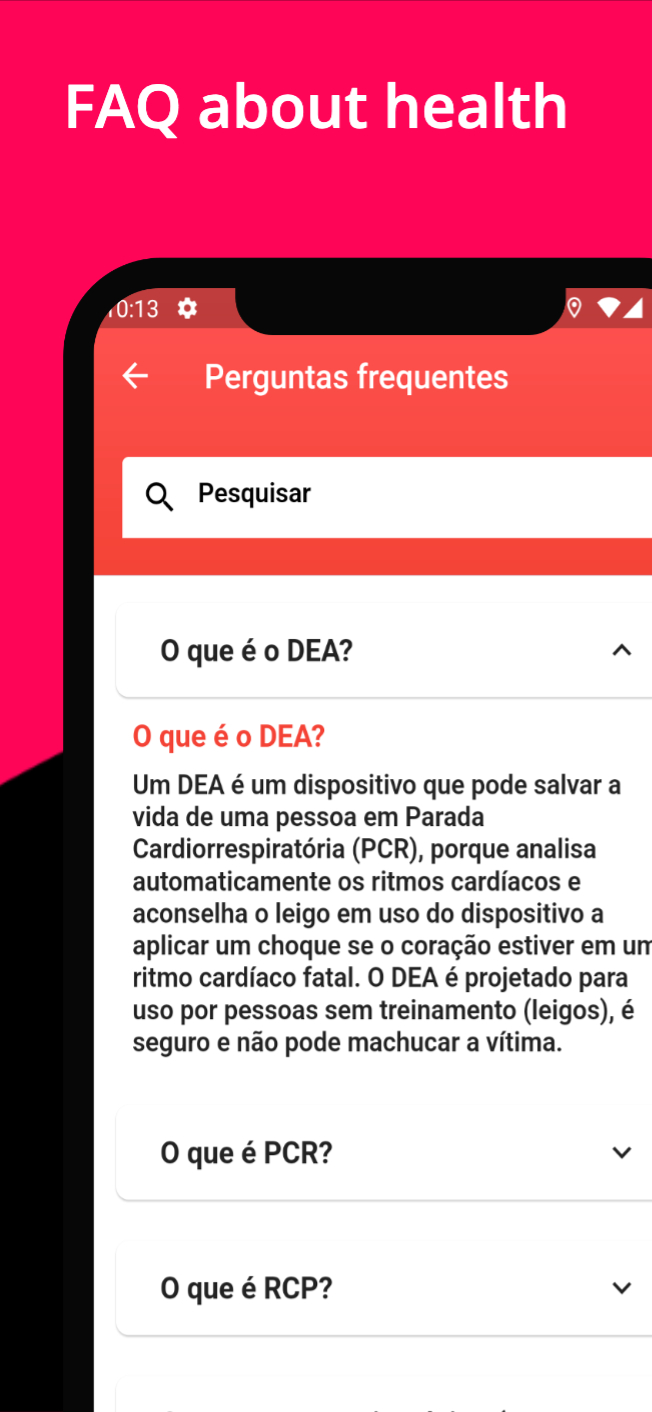 FAQ about health
0:13
Perguntas frequentes
Pesquisar
O que é o DEA?
O que é o DEA?
Um DEA é um dispositivo que pode salvar a
vida de uma pessoa em Parada
Cardiorrespiratória (PCR), porque analisa
automaticamente os ritmos cardíacos e
aconselha o leigo em uso do dispositivo a
aplicar um choque se o coração estiver em um
ritmo cardíaco fatal. O DEA é projetado para
uso por pessoas sem treinamento (leigos), é
seguro e não pode machucar a vítima.
O que é PCR?
O que é RCP?